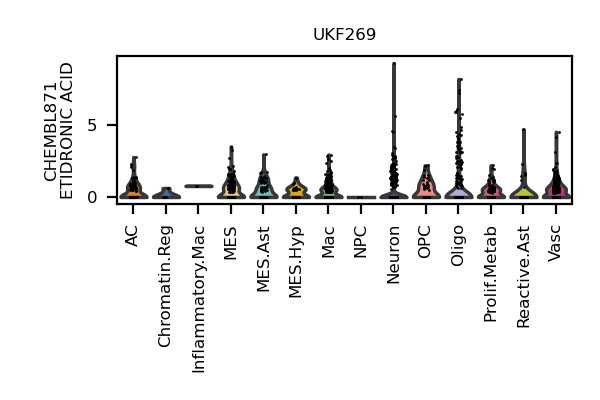 UKF269
CHEMBL871
ETIDRONIC ACID
5
0
AC
Chromatin.Reg
Inflammatory.Mac
MES
MES.Ast
MES.Hyp
Mac
NPC
Neuron
OPC
Oligo
Prolif.Metab
Reactive.Ast
Vasc